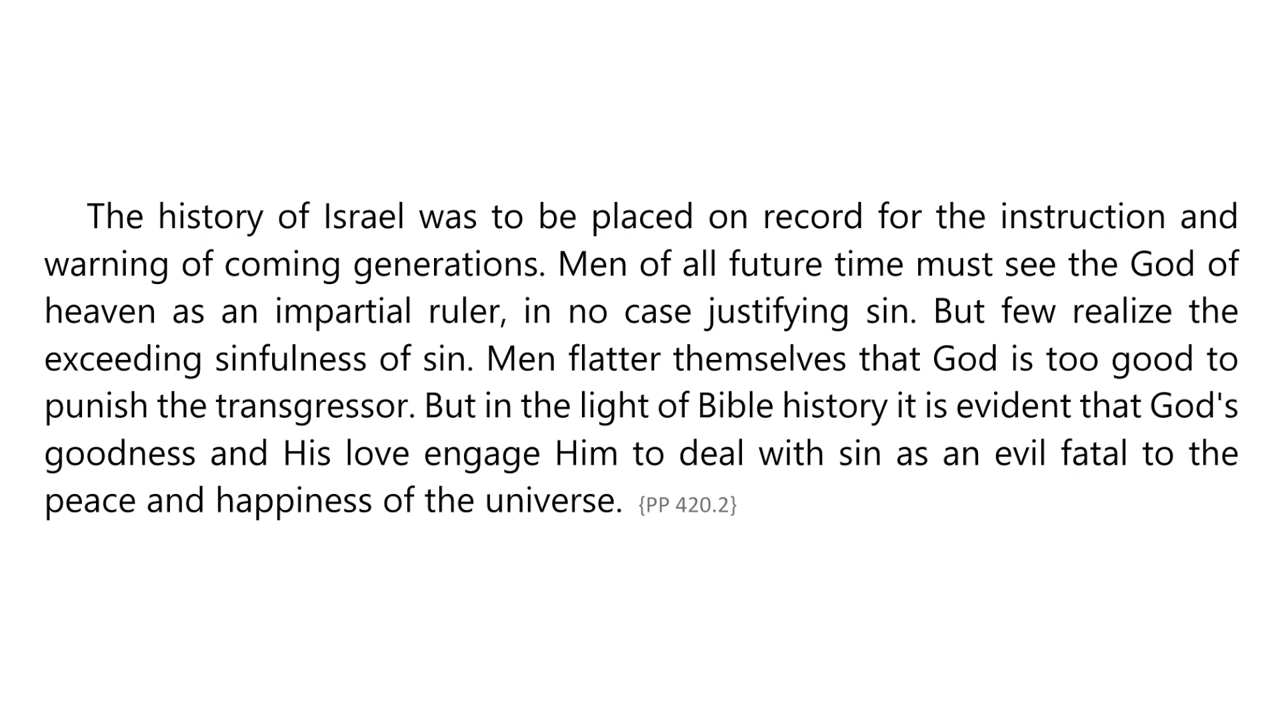 The history of Israel was to be placed on record for the instruction and
warning of coming generations. Men of all future time must see the God of
heaven as an impartial ruler, in no case justifying sin. But few realize the
exceeding sinfulness of sin. Men flatter themselves that God is too good to
punish the transgressor. But in the light of Bible history it is evident that God's
goodness and His love engage Him to deal with sin as an evil fatal to the
peace and happiness of the universe. {PP 420.2}